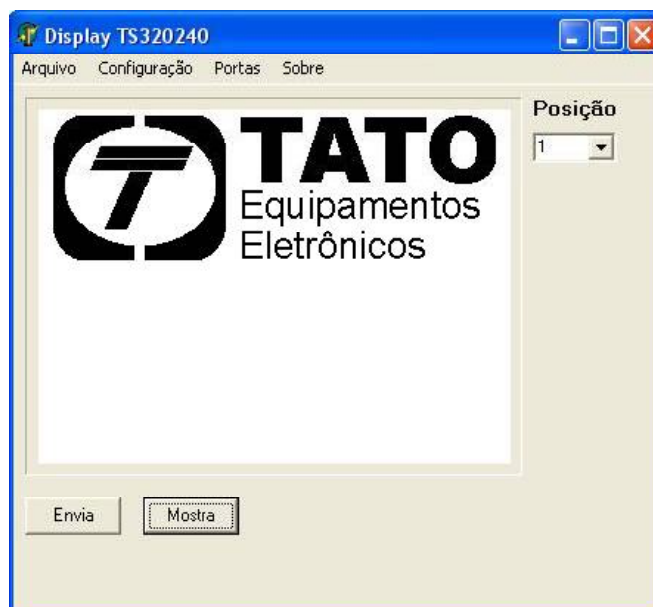 Display TS320240
Arquivo Configuração Portas Sobre
TATO
Equipamentos
Eletrônicos
Posição
1
Envia Mostra